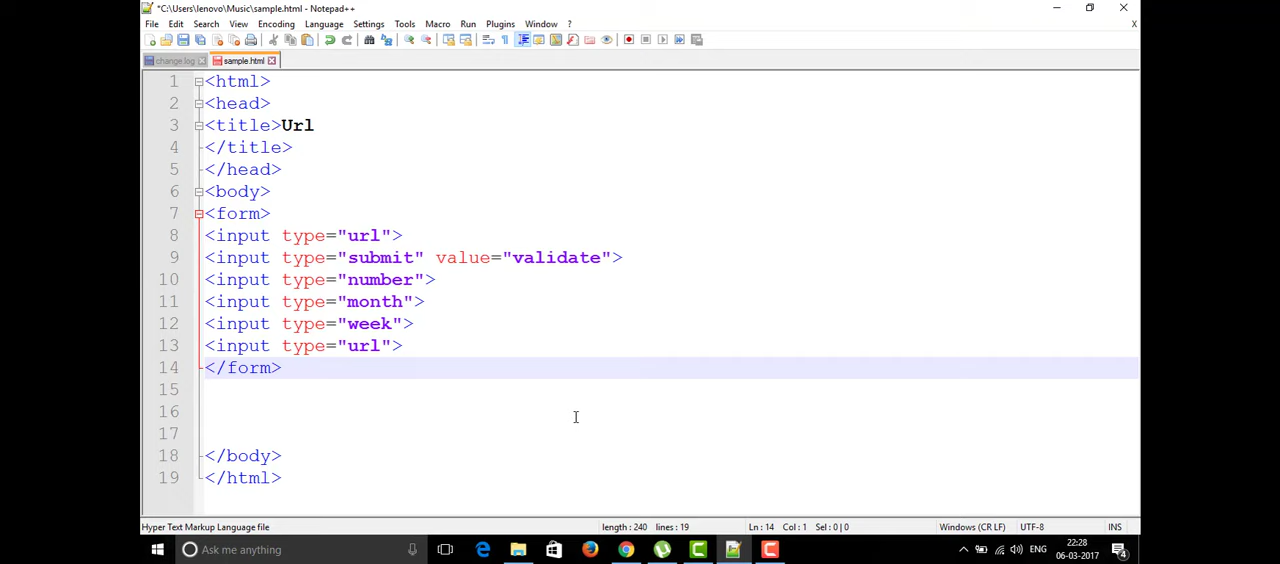 *C:\Users\lenovo\Music\sample.html - Notepad++
File Edit Search View Encoding Language Settings Tools Macro Run Plugins Window ? X
change.log sample.html
1 <html>
2 <head>
3 <title>Url
4 </title>
5 </head>
6 <body>
7 <form>
8 <input type="url">
9 <input type="submit" value="validate">
10 <input type="number">
11 <input type="month">
12 <input type="week">
13 <input type="url">
14 </form>
15
16
17
18 </body>
19 </html>
Hyper Text Markup Language file length : 240 lines : 19 Ln : 14 Col : 1 Sel : 0 | 0 Windows (CR LF) UTF-8 INS
Ask me anything ENG 22:28
06-03-2017 4